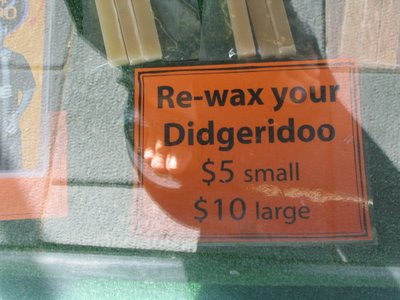 Re-wax your
Didgeridoo
$5 small
$10 large